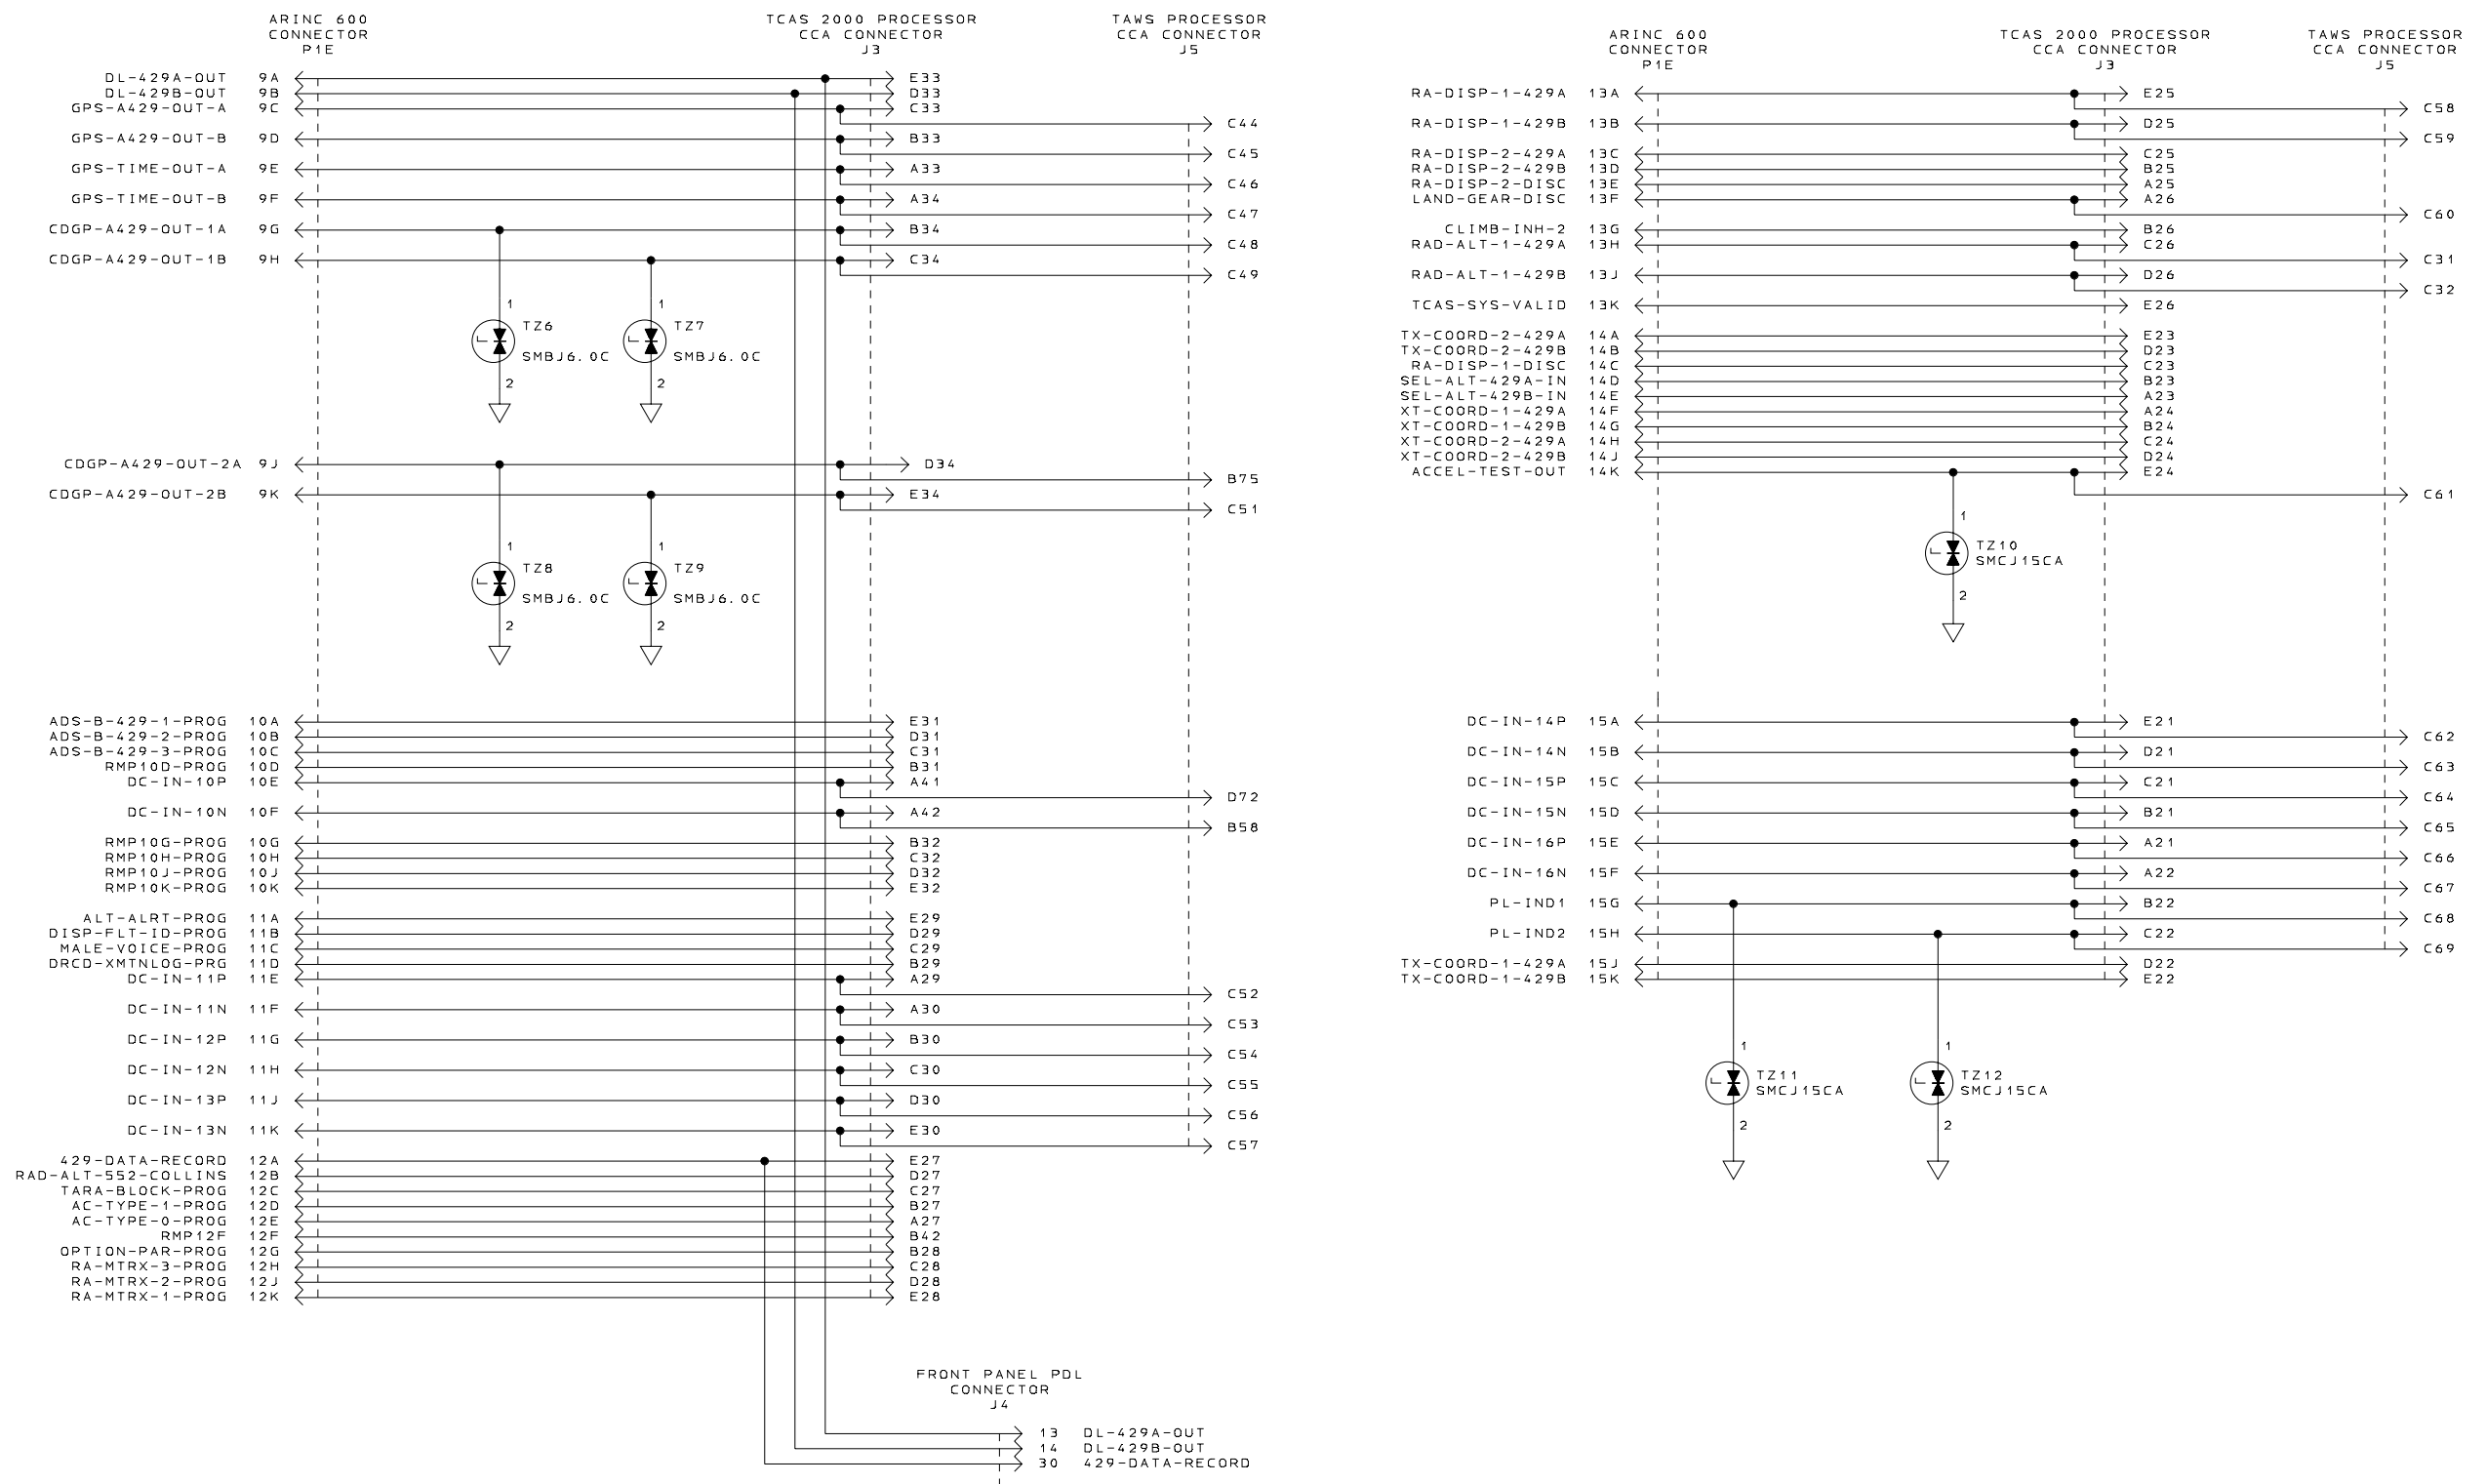 ARINC 600
CONNECTOR
P1E
TCAS 2000 PROCESSOR
CCA CONNECTOR
J3
TAWS PROCESSOR
CCA CONNECTOR
J5
DL-429A-OUT 9A E33
DL-429B-OUT 9B D33
GPS-A429-OUT-A 9C C33
C44
GPS-A429-OUT-B 9D B33
C45
GPS-TIME-OUT-A 9E A33
C46
GPS-TIME-OUT-B 9F A34
C47
CDGP-A429-OUT-1A 9G B34
C48
CDGP-A429-OUT-1B 9H C34
C49
1 1
TZ6 TZ7
SMBJ6.0C SMBJ6.0C
2 2
CDGP-A429-OUT-2A 9J D34
B75
CDGP-A429-OUT-2B 9K E34
C51
1 1
TZ8 TZ9
SMBJ6.0C SMBJ6.0C
2 2
ADS-B-429-1-PROG 10A E31
ADS-B-429-2-PROG 10B D31
ADS-B-429-3-PROG 10C C31
RMP10D-PROG 10D B31
DC-IN-10P 10E A41
D72
DC-IN-10N 10F A42
B58
RMP10G-PROG 10G B32
RMP10H-PROG 10H C32
RMP10J-PROG 10J D32
RMP10K-PROG 10K E32
ALT-ALRT-PROG 11A E29
DISP-FLT-ID-PROG 11B D29
MALE-VOICE-PROG 11C C29
DRCD-XMTNLOG-PRG 11D B29
DC-IN-11P 11E A29
C52
DC-IN-11N 11F A30
C53
DC-IN-12P 11G B30
C54
DC-IN-12N 11H C30
C55
DC-IN-13P 11J D30
C56
DC-IN-13N 11K E30
C57
429-DATA-RECORD 12A E27
RAD-ALT-552-COLLINS 12B D27
TARA-BLOCK-PROG 12C C27
AC-TYPE-1-PROG 12D B27
AC-TYPE-0-PROG 12E A27
RMP12F 12F B42
OPTION-PAR-PROG 12G B28
RA-MTRX-3-PROG 12H C28
RA-MTRX-2-PROG 12J D28
RA-MTRX-1-PROG 12K E28
FRONT PANEL PDL
CONNECTOR
J4
13 DL-429A-OUT
14 DL-429B-OUT
30 429-DATA-RECORD
ARINC 600
CONNECTOR
P1E
TCAS 2000 PROCESSOR
CCA CONNECTOR
J3
TAWS PROCESSOR
CCA CONNECTOR
J5
RA-DISP-1-429A 13A E25
C58
RA-DISP-1-429B 13B D25
C59
RA-DISP-2-429A 13C C25
RA-DISP-2-429B 13D B25
RA-DISP-2-DISC 13E A25
LAND-GEAR-DISC 13F A26
C60
CLIMB-INH-2 13G B26
RAD-ALT-1-429A 13H C26
C31
RAD-ALT-1-429B 13J D26
C32
TCAS-SYS-VALID 13K E26
TX-COORD-2-429A 14A E23
TX-COORD-2-429B 14B D23
RA-DISP-1-DISC 14C C23
SEL-ALT-429A-IN 14D B23
SEL-ALT-429B-IN 14E A23
XT-COORD-1-429A 14F A24
XT-COORD-1-429B 14G B24
XT-COORD-2-429A 14H C24
XT-COORD-2-429B 14J D24
ACCEL-TEST-OUT 14K E24
C61
1
TZ10
SMCJ15CA
2
DC-IN-14P 15A E21
C62
DC-IN-14N 15B D21
C63
DC-IN-15P 15C C21
C64
DC-IN-15N 15D B21
C65
DC-IN-16P 15E A21
C66
DC-IN-16N 15F A22
C67
PL-IND1 15G B22
C68
PL-IND2 15H C22
C69
TX-COORD-1-429A 15J D22
TX-COORD-1-429B 15K E22
1 1
TZ11 TZ12
SMCJ15CA SMCJ15CA
2 2